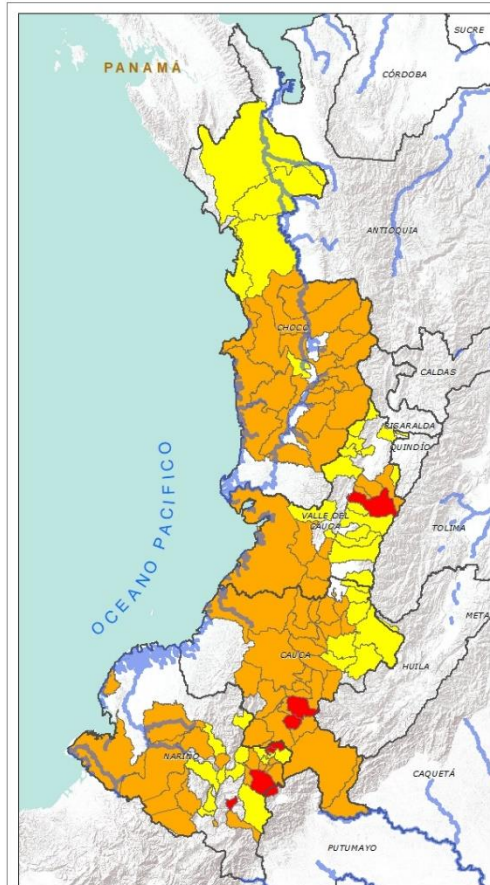 SUCRE
PANAMÁ
CÓRDOBA
ANTIOQUIA
CHOCÓ
CALDAS
RISARALDA
QUINDÍO
OCEANO PACÍFICO
VALLE DEL
CAUCA
TOLIMA
META
CAUCA
HUILA
NARIÑO
CAQUETÁ
PUTUMAYO